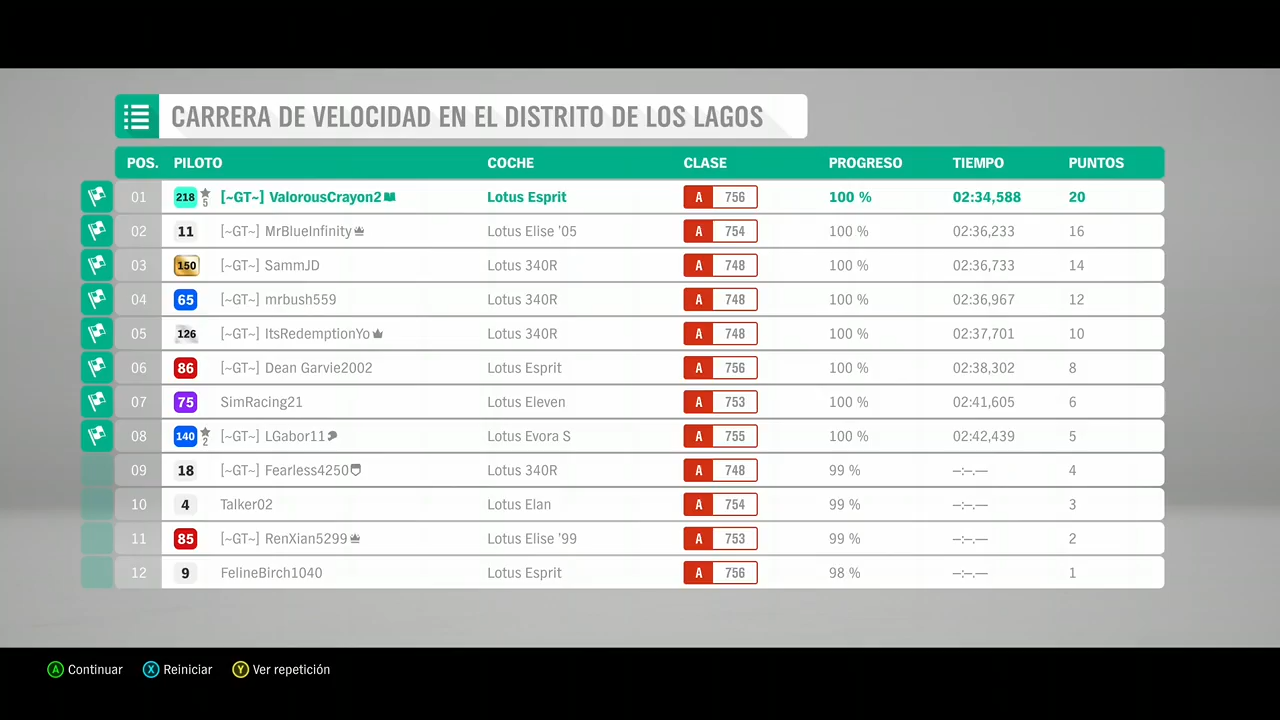 CARRERA DE VELOCIDAD EN EL DISTRITO DE LOS LAGOS
POS. PILOTO COCHE CLASE PROGRESO TIEMPO PUNTOS
01 218 5 [~GT~] ValorousCrayon2 Lotus Esprit A 756 100 % 02:34,588 20
02 11 [~GT~] MrBlueInfinity Lotus Elise '05 A 754 100 % 02:36,233 16
03 150 [~GT~] SammJD Lotus 340R A 748 100 % 02:36,733 14
04 65 [~GT~] mrbush559 Lotus 340R A 748 100 % 02:36,967 12
05 126 [~GT~] ItsRedemptionYo Lotus 340R A 748 100 % 02:37,701 10
06 86 [~GT~] Dean Garvie2002 Lotus Esprit A 756 100 % 02:38,302 8
07 75 SimRacing21 Lotus Eleven A 753 100 % 02:41,605 6
08 140 2 [~GT~] LGabor11 Lotus Evora S A 755 100 % 02:42,439 5
09 18 [~GT~] Fearless4250 Lotus 340R A 748 99 % –:–.–– 4
10 4 Talker02 Lotus Elan A 754 99 % –:–.–– 3
11 85 [~GT~] RenXian5299 Lotus Elise '99 A 753 99 % –:–.–– 2
12 9 FelineBirch1040 Lotus Esprit A 756 98 % –:–.–– 1
A Continuar X Reiniciar Y Ver repetición